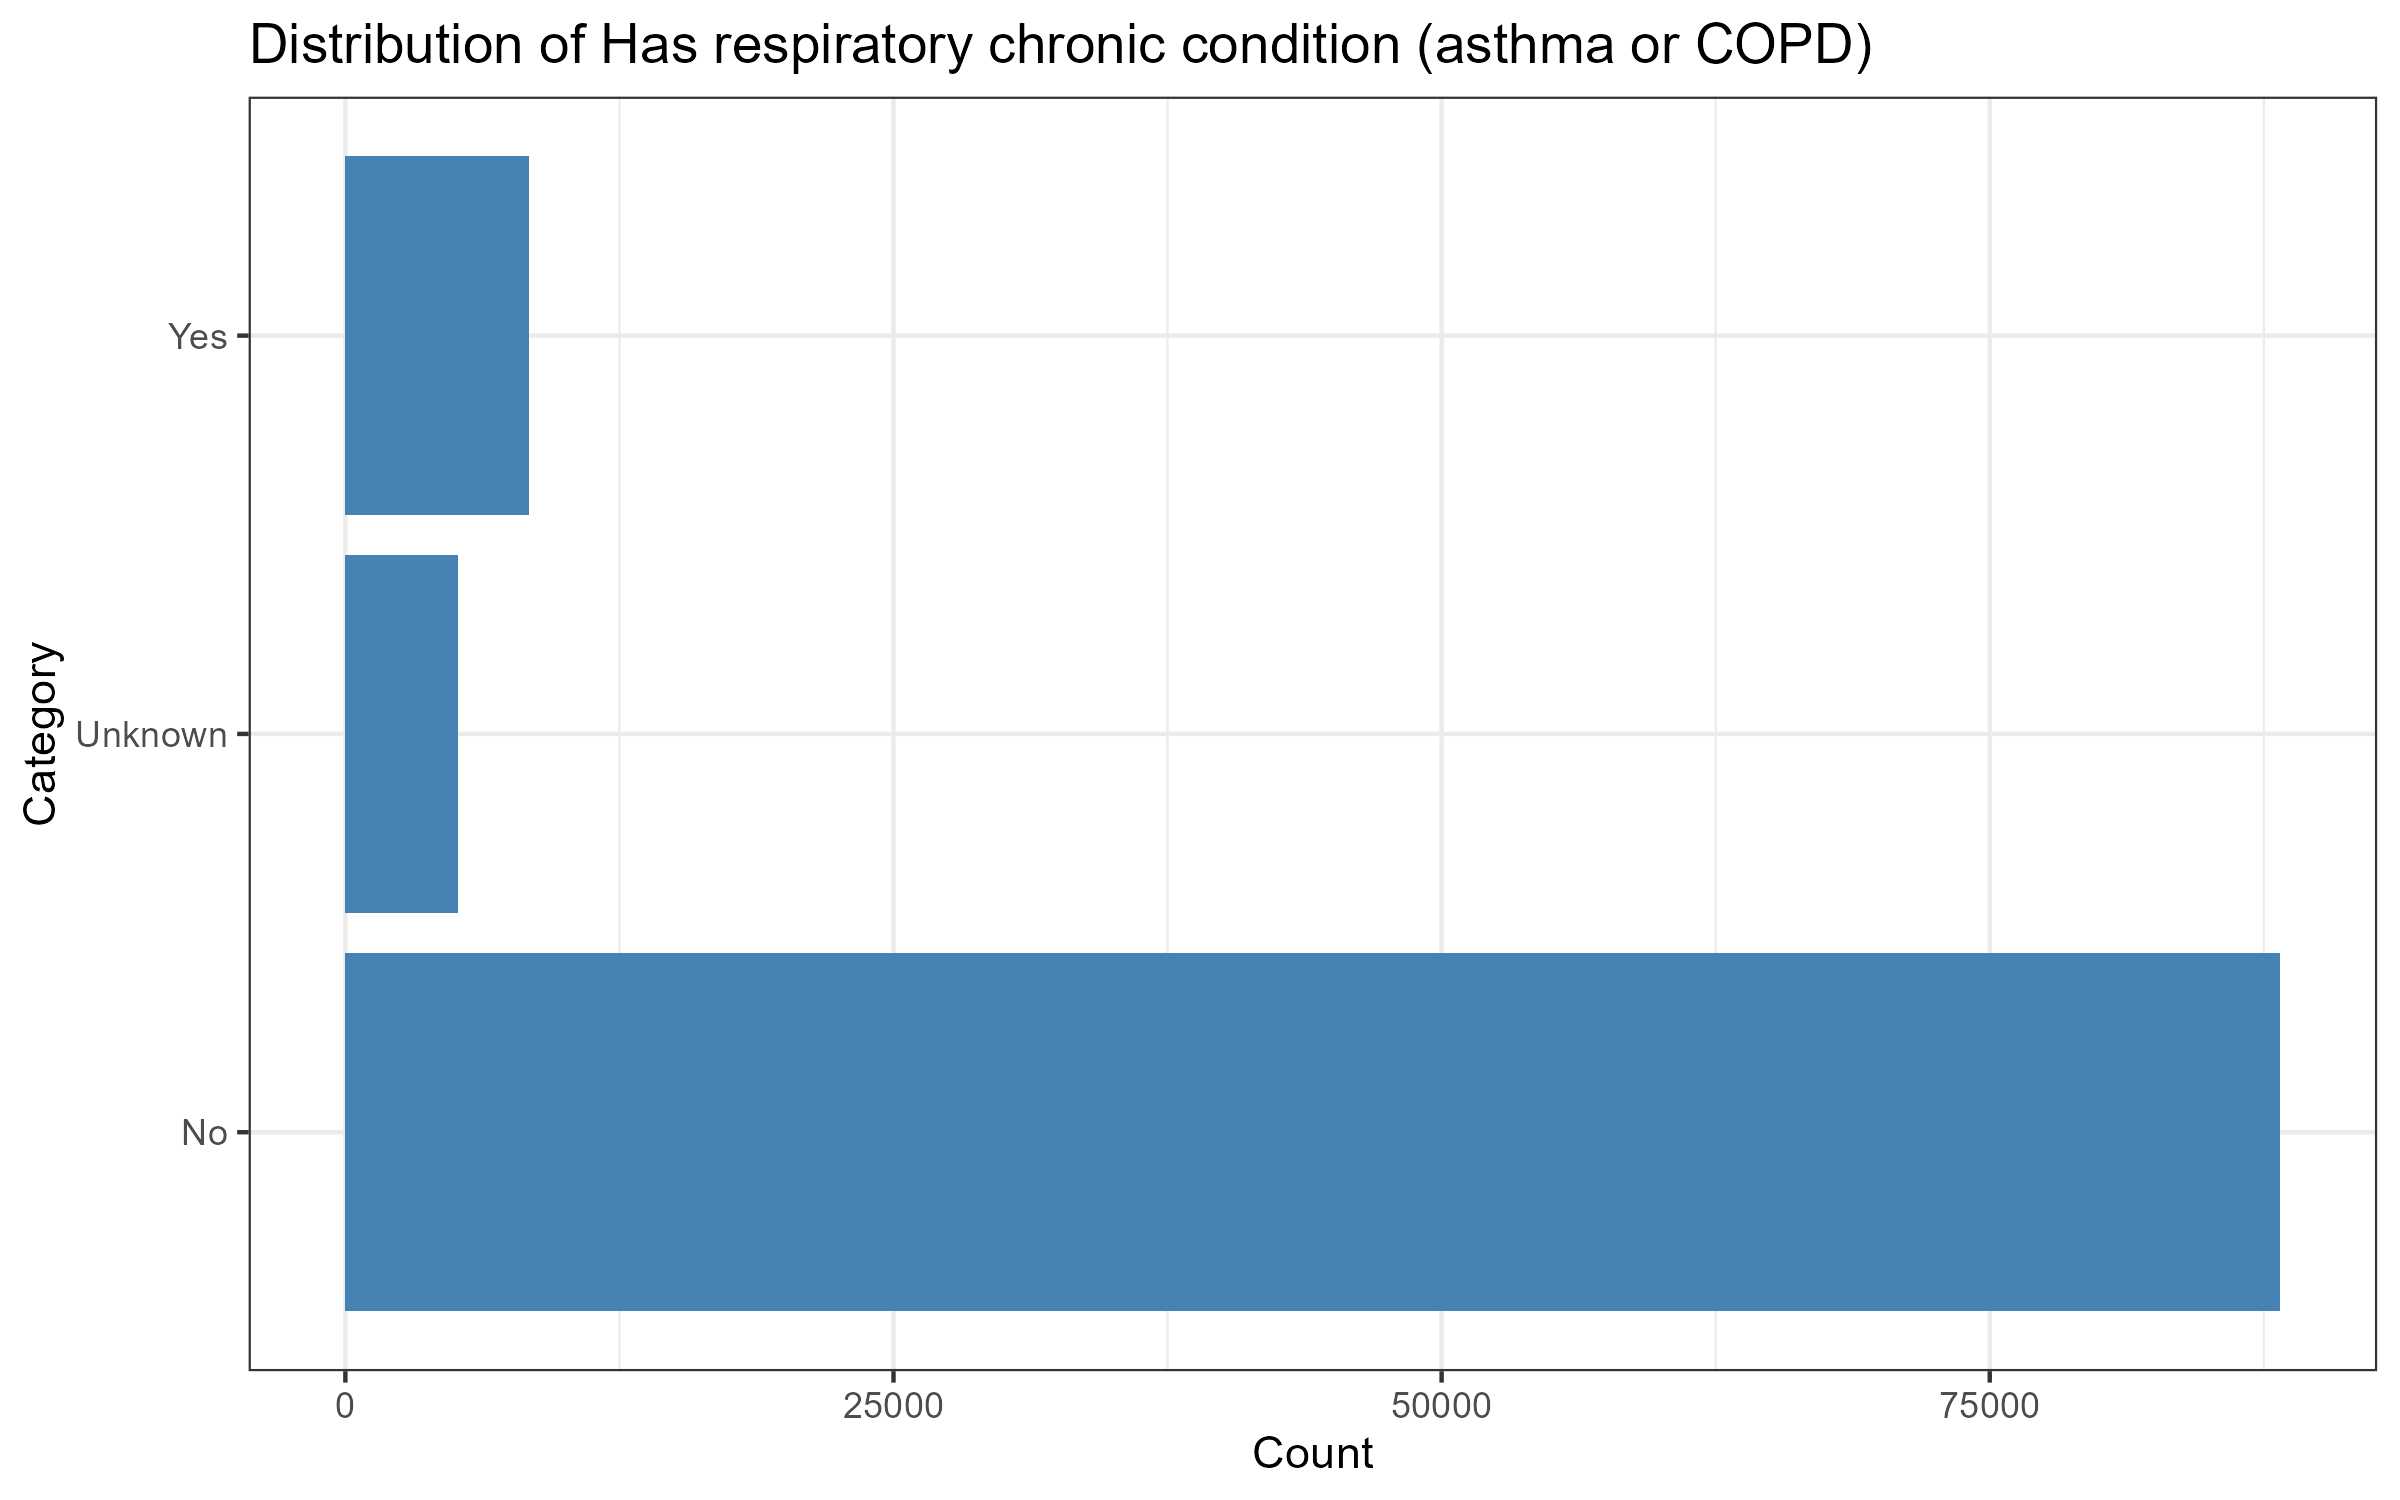 Distribution of Has respiratory chronic condition (asthma or COPD)
Category
Yes
Unknown
No
0
25000
50000
75000
Count